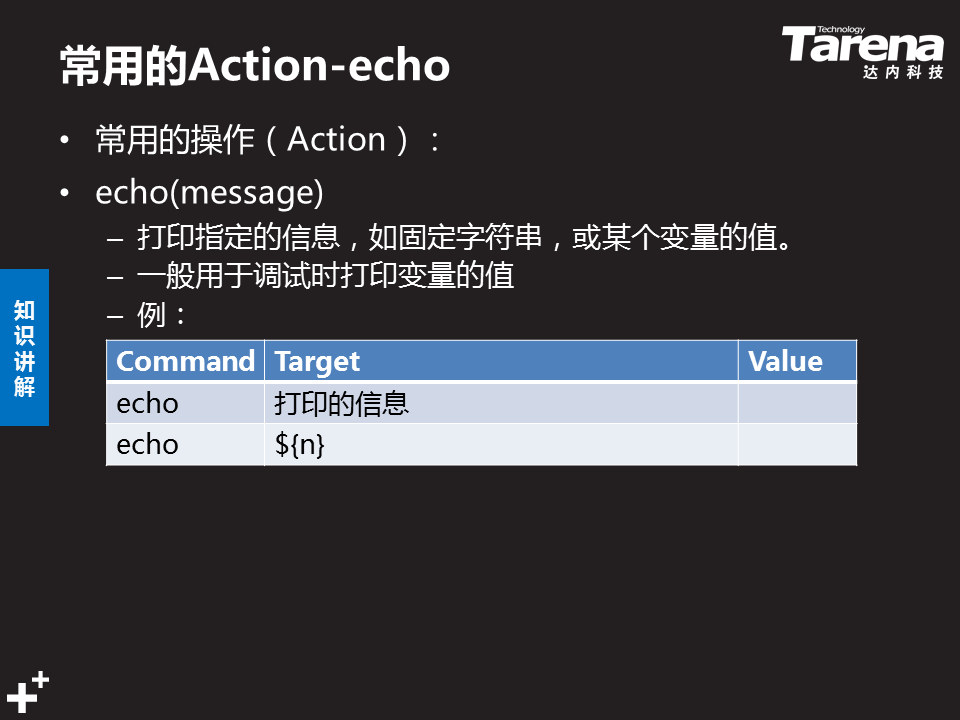 常用的Action-echo
Technology
Tarena
达内科技
• 常用的操作（Action）：
• echo(message)
– 打印指定的信息，如固定字符串，或某个变量的值。
– 一般用于调试时打印变量的值
– 例：
知识讲解
Command Target Value
echo 打印的信息
echo ${n}